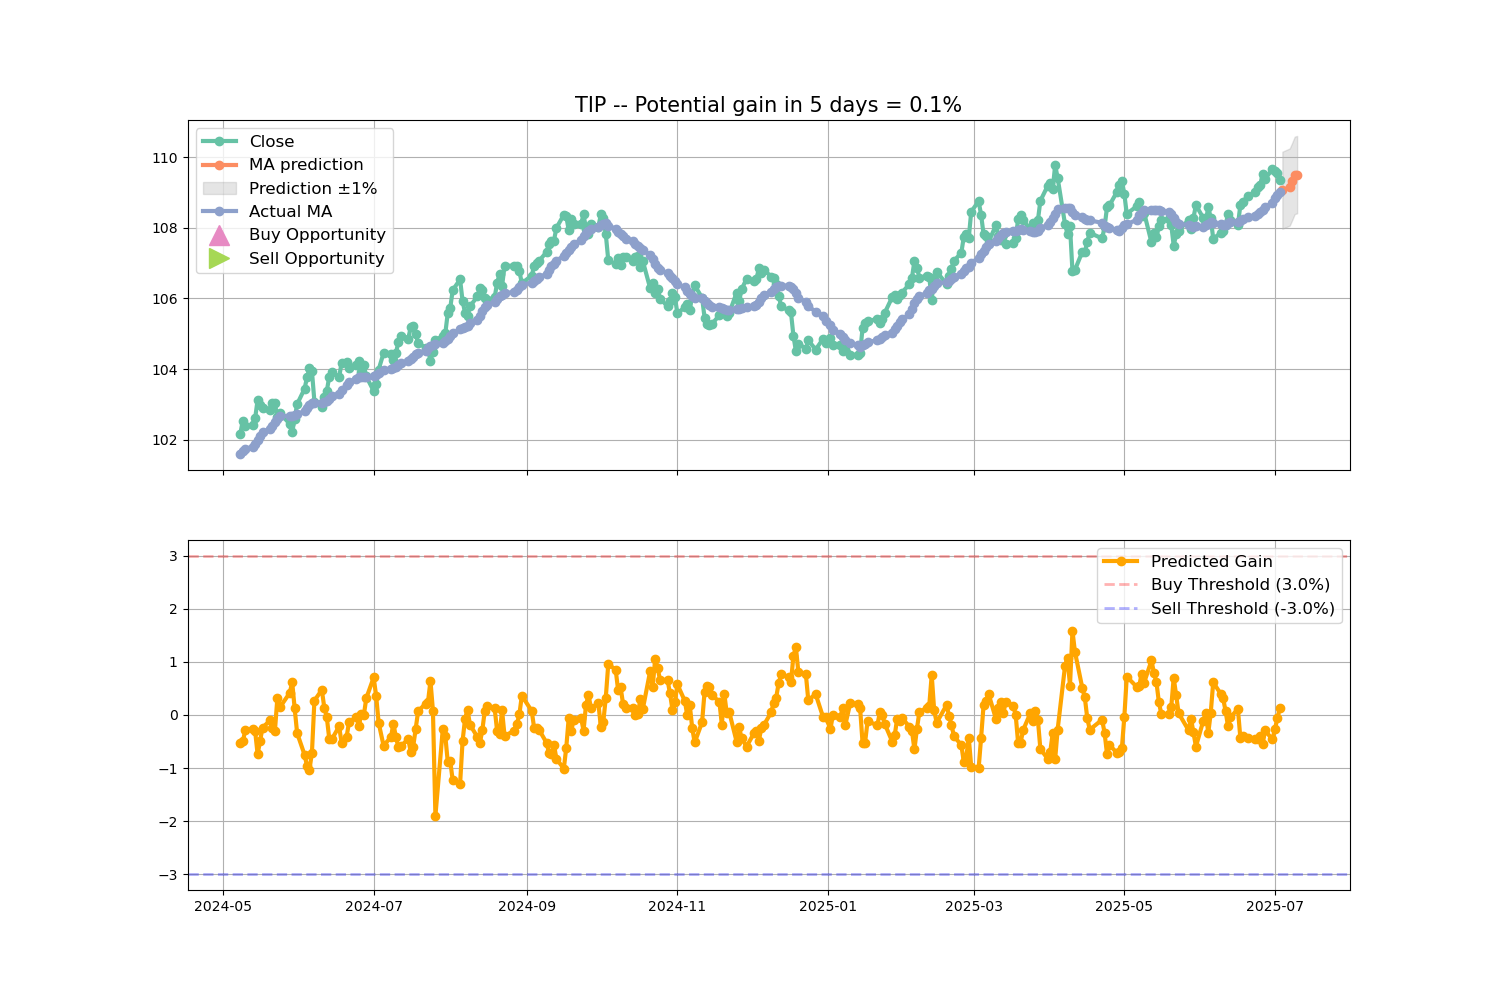 TIP -- Potential gain in 5 days = 0.1%
Close
MA prediction
Prediction ±1%
Actual MA
Buy Opportunity
Sell Opportunity
110
108
106
104
102
Predicted Gain
Buy Threshold (3.0%)
Sell Threshold (-3.0%)
3
2
1
0
−1
−2
−3
2024-05
2024-07
2024-09
2024-11
2025-01
2025-03
2025-05
2025-07